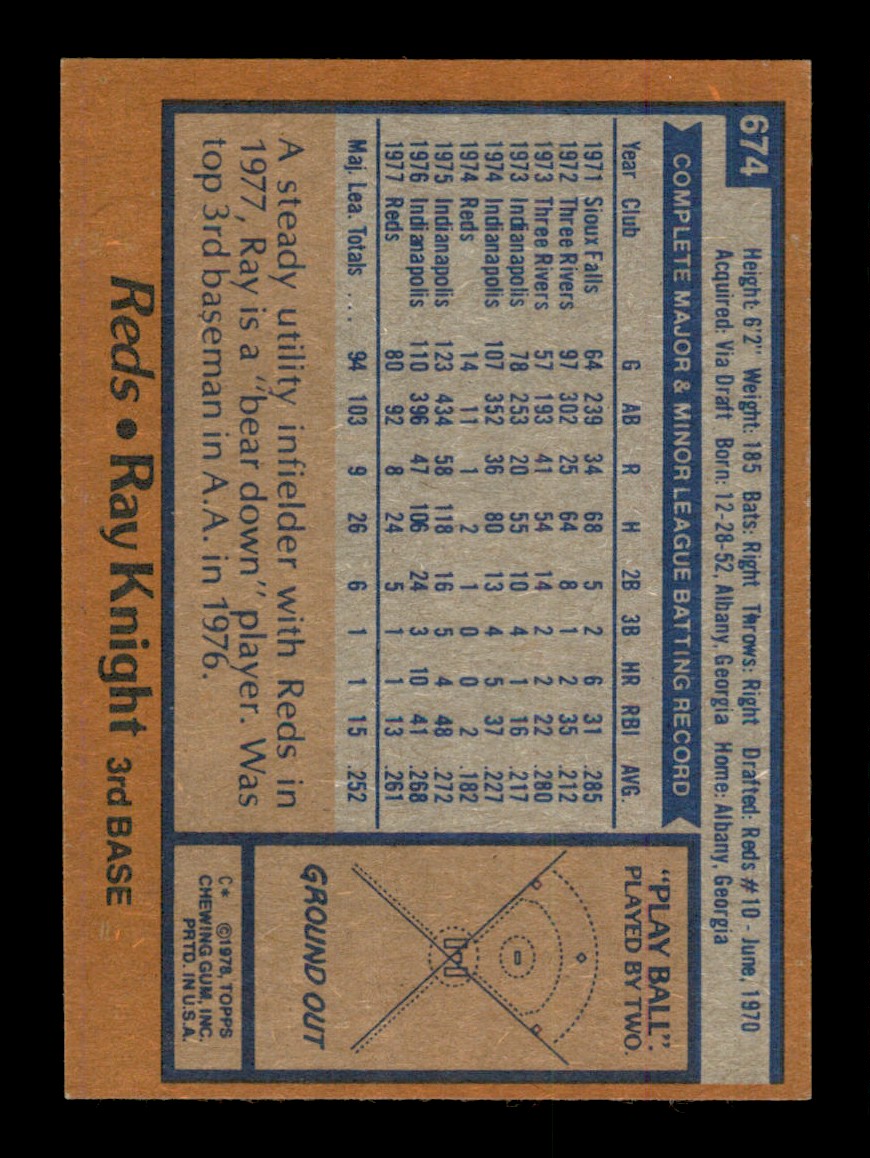 674
Height 6'2" Weight: 185 Bats: Right Throws: Right Drafted: Reds #10 - June, 1970
Acquired: Via Draft Born: 12-28-52, Albany, Georgia Home: Albany, Georgia
COMPLETE MAJOR & MINOR LEAGUE BATTING RECORD
Year Club G AB R H 2B 3B HR RBI AVG.
1971 Sioux Falls 64 239 34 68 5 2 6 31 .285
1972 Three Rivers 97 302 25 64 8 1 2 35 .212
1973 Three Rivers 57 193 41 54 14 2 2 22 .280
1973 Indianapolis 78 253 20 55 10 4 1 16 .217
1974 Indianapolis 107 352 36 80 13 4 5 37 .227
1974 Reds 14 11 1 2 1 0 0 2 .182
1975 Indianapolis 123 434 58 118 16 5 4 48 .272
1976 Indianapolis 110 396 47 106 24 3 10 41 .268
1977 Reds 80 92 8 24 5 1 1 13 .261
Maj. Lea. Totals .... 94 103 9 26 6 1 1 15 .252
A steady utility infielder with Reds in
1977, Ray is a "bear down" player. Was
top 3rd baseman in A.A. in 1976.
"PLAY BALL":
PLAYED BY TWO.
GROUND OUT
C* ©1978, TOPPS
CHEWING GUM, INC.
PRTD. IN U.S.A.
Reds • Ray Knight 3rd BASE